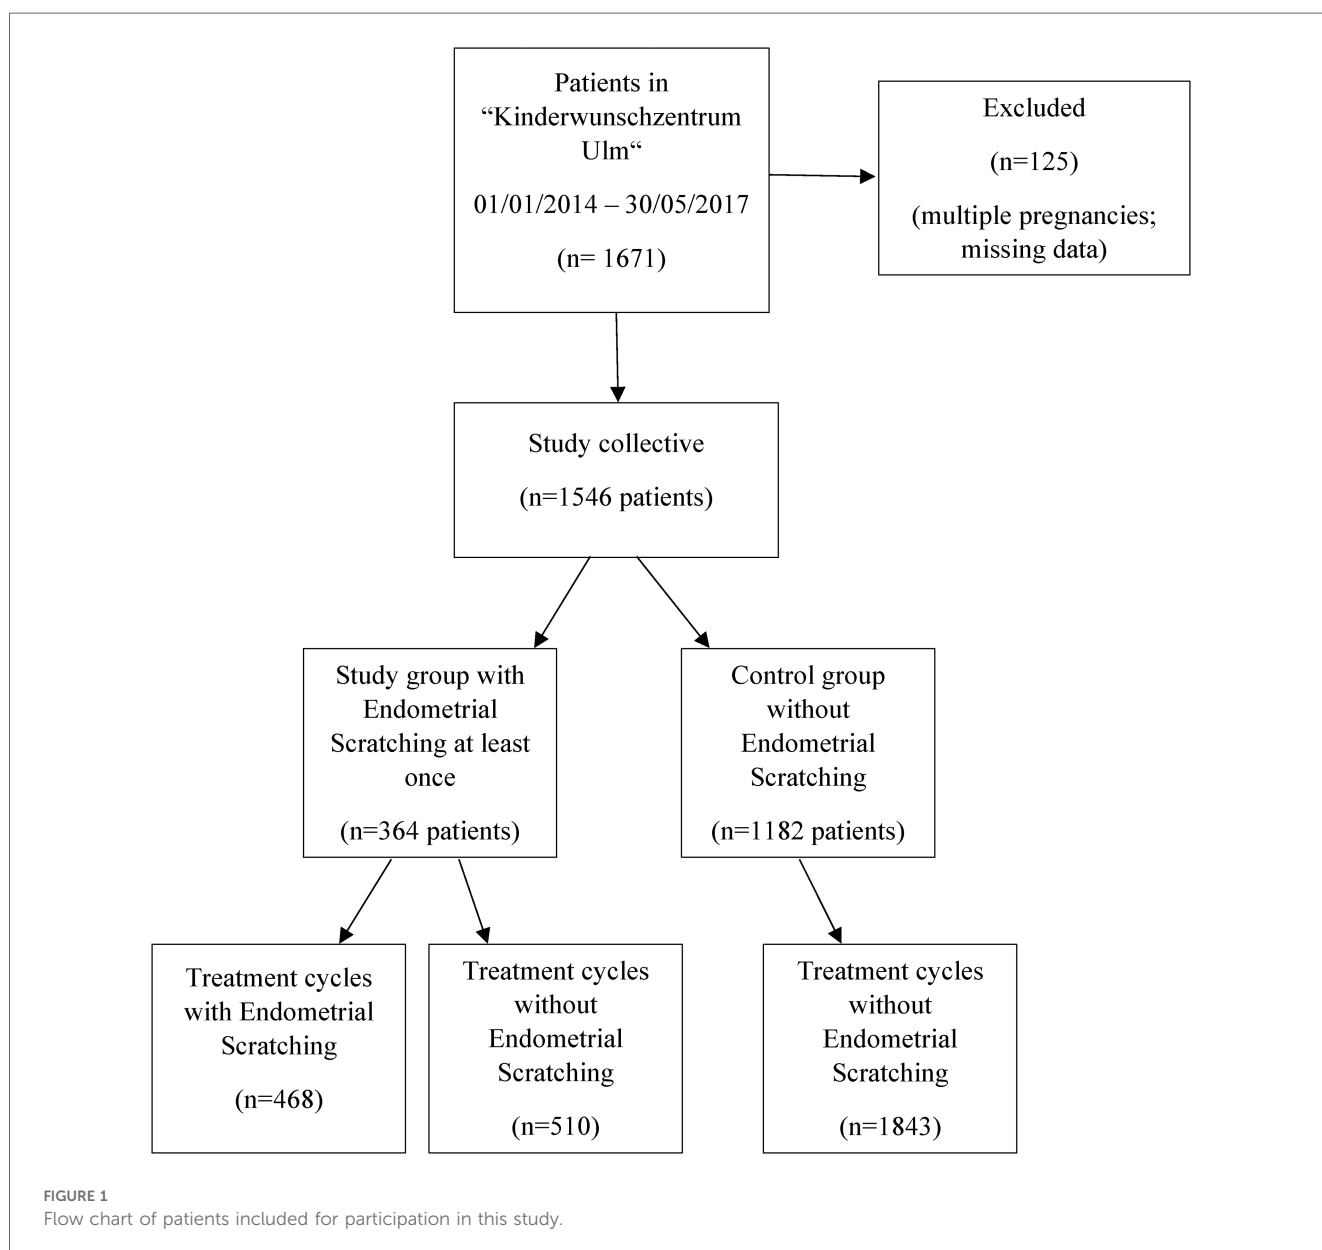 Patients in
“Kinderwunschzentrum
Ulm“
01/01/2014 – 30/05/2017
(n= 1671)
Excluded
(n=125)
(multiple pregnancies;
missing data)
Study collective
(n=1546 patients)
Study group with
Endometrial
Scratching at least
once
(n=364 patients)
Control group
without
Endometrial
Scratching
(n=1182 patients)
Treatment cycles
with Endometrial
Scratching
(n=468)
Treatment cycles
without
Endometrial
Scratching
(n=510)
Treatment cycles
without
Endometrial
Scratching
(n=1843)
FIGURE 1
Flow chart of patients included for participation in this study.